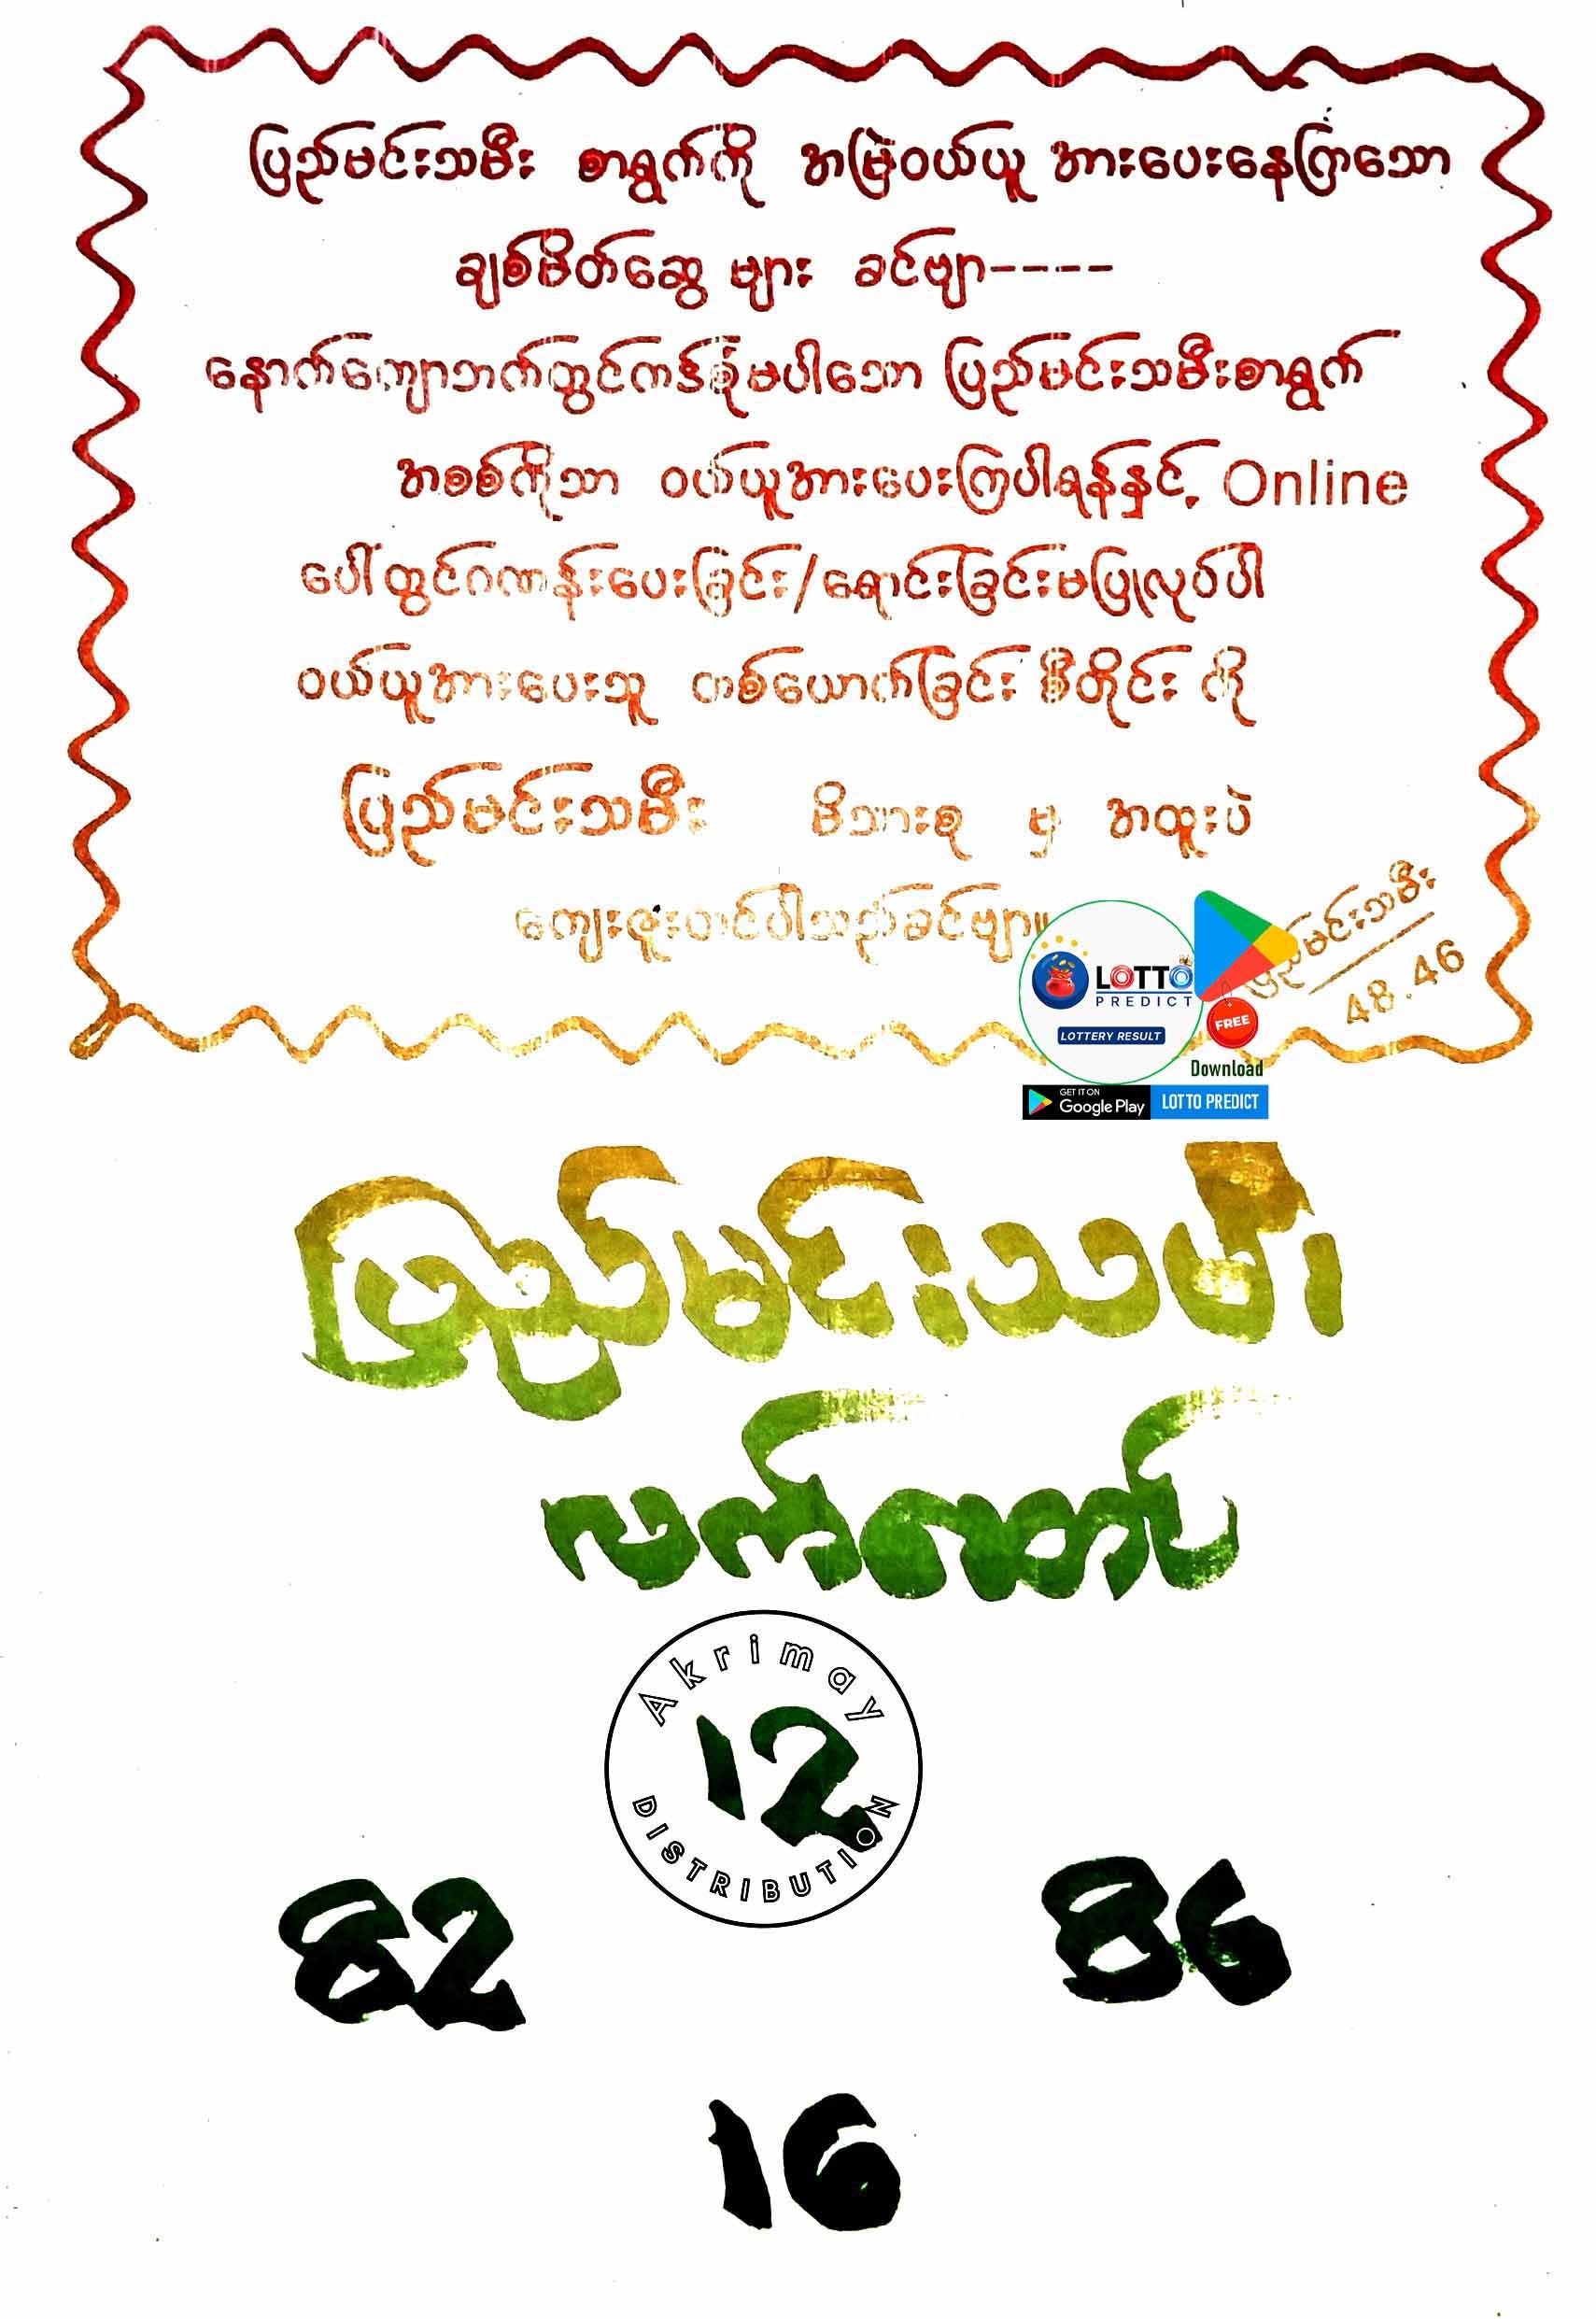 ပြည်မင်းသမီး စာရွက်ကို အမြဲဝယ်ယူ အားပေးနေကြသော
ချစ်မိတ်ဆွေ များ ခင်ဗျာ----
နောက်ကျောဘက်တွင်ကဒ်စုံမပါသော ပြည်မင်းသမီးစာရွက်
အစစ်ကိုသာ ဝယ်ယူအားပေးကြပါရန်နှင့် Online
ပေါ်တွင်ဂဏန်းပေးခြင်း/ရောင်းခြင်းမပြုလုပ်ပါ
ဝယ်ယူအားပေးသူ တစ်ယောက်ခြင်းစီတိုင်း ကို
ပြည်မင်းသမီး မိသားစု မှ အထူးပဲ
ကျေးဇူးတင်ပါသည်ခင်ဗျာ။
ပြည်မင်းသမီး
48.46
LOTTO
PREDICT
LOTTERY RESULT
FREE
Download
GET IT ON
Google Play
LOTTO PREDICT
ပြည်မင်းသမီး
လက်ဆောင်
Akrimay
12
DISTRIBUTION
82 86
16